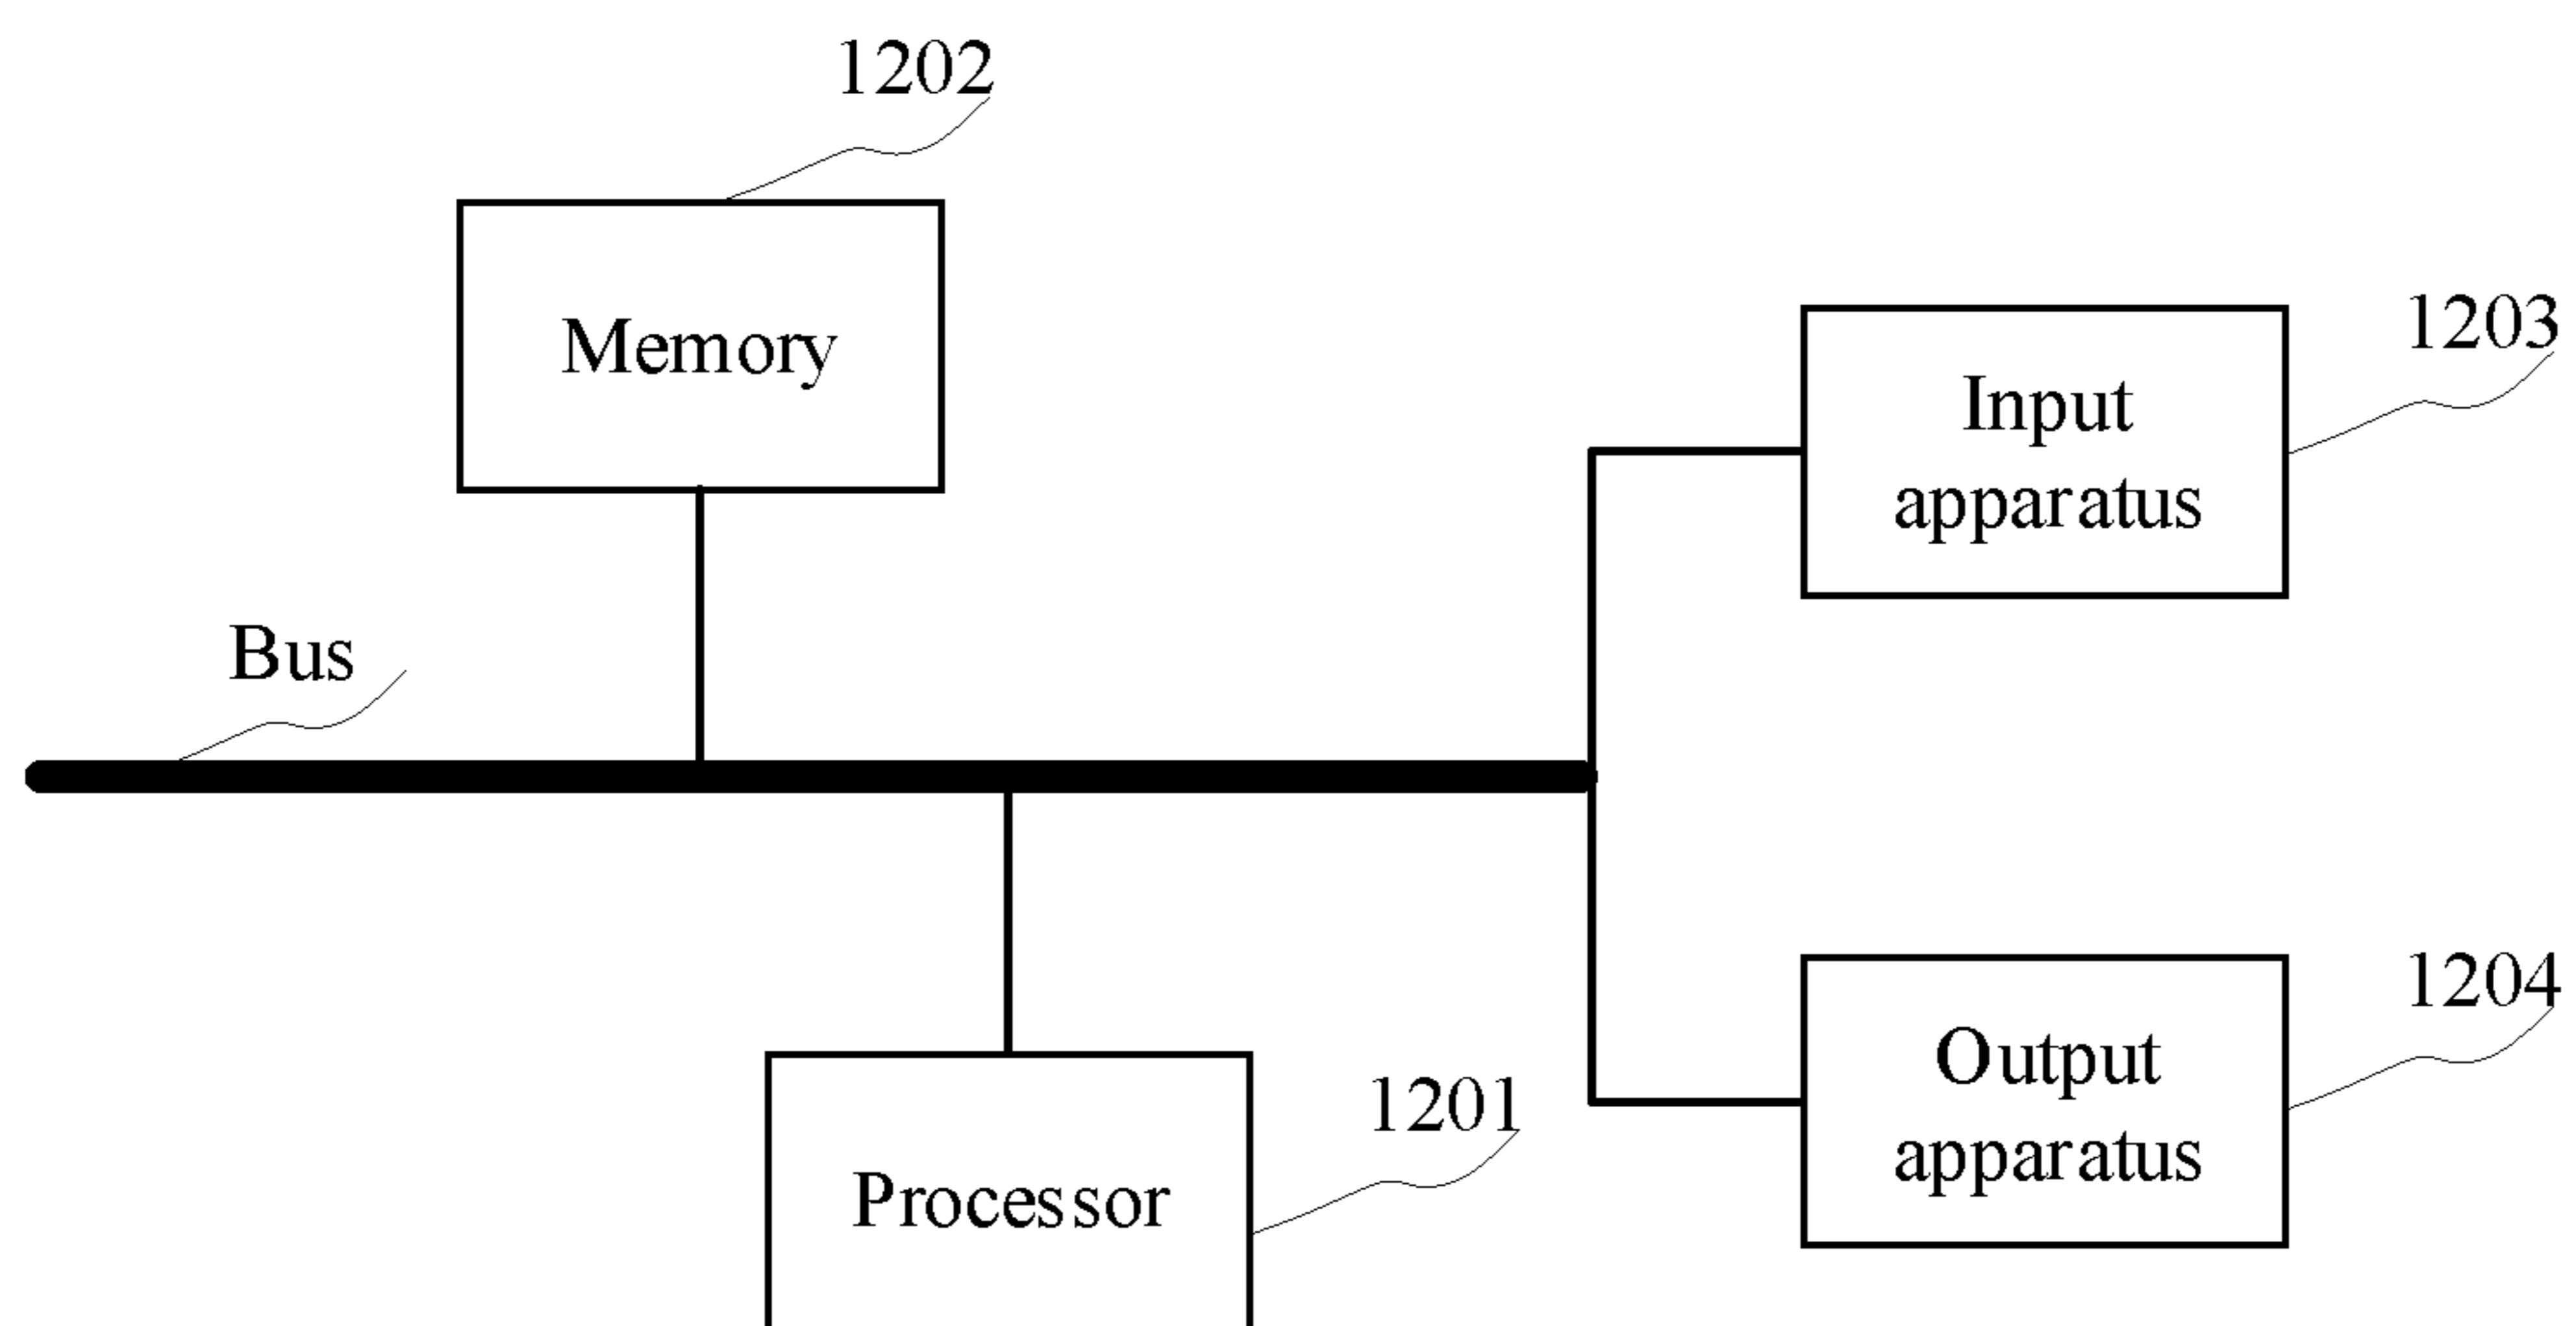 1202
Memory
1203
Input
apparatus
Bus
1204
Output
apparatus
1201
Processor